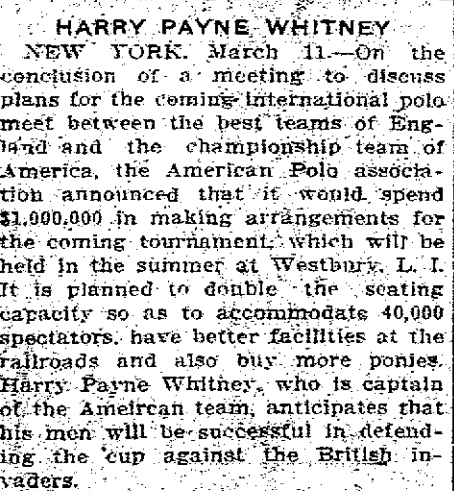 HARRY PAYNE WHITNEY
NEW YORK. March 11.—On the
conclusion of a meeting to discuss
plans for the coming international polo
meet between the best teams of Eng-
land and the championship team of
America, the American Polo associa-
tion announced that it would spend
$1,000,000 in making arrangements for
the coming tournament, which will be
held in the summer at Westbury, L. I.
It is planned to double the seating
capacity so as to accommodate 40,000
spectators, have better facilities at the
railroads and also buy more ponies.
Harry Payne Whitney, who is captain
of the Ameircan team, anticipates that
his men will be successful in defend-
ing the cup against the British in-
vaders.